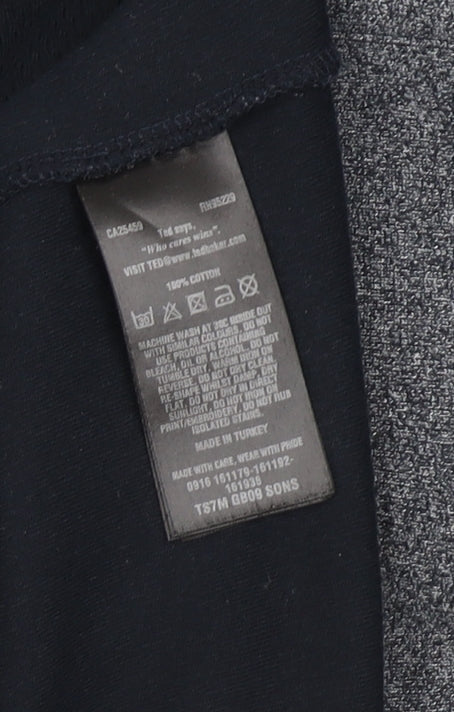 CA25459 RN95229
Ted says,
"Who cares wins".
VISIT TED@www.tedbaker.com
100% COTTON
30
MACHINE WASH AT 30C INSIDE OUT
WITH SIMILAR COLOURS. DO NOT
USE PRODUCTS CONTAINING
BLEACH, OIL OR ALCOHOL. DO NOT
TUMBLE DRY. WARM IRON ON
REVERSE. DO NOT DRY CLEAN
RE-SHAPE WHILST DAMP. DRY
FLAT. DO NOT DRY IN DIRECT
SUNLIGHT. DO NOT IRON
PRINT/EMBROIDERY. DO NOT RUB
ISOLATED STAINS.
MADE IN TURKEY
MADE WITH CARE, WEAR WITH PRIDE
0916 161179-161192-
161936
TS7M GB09 SONS